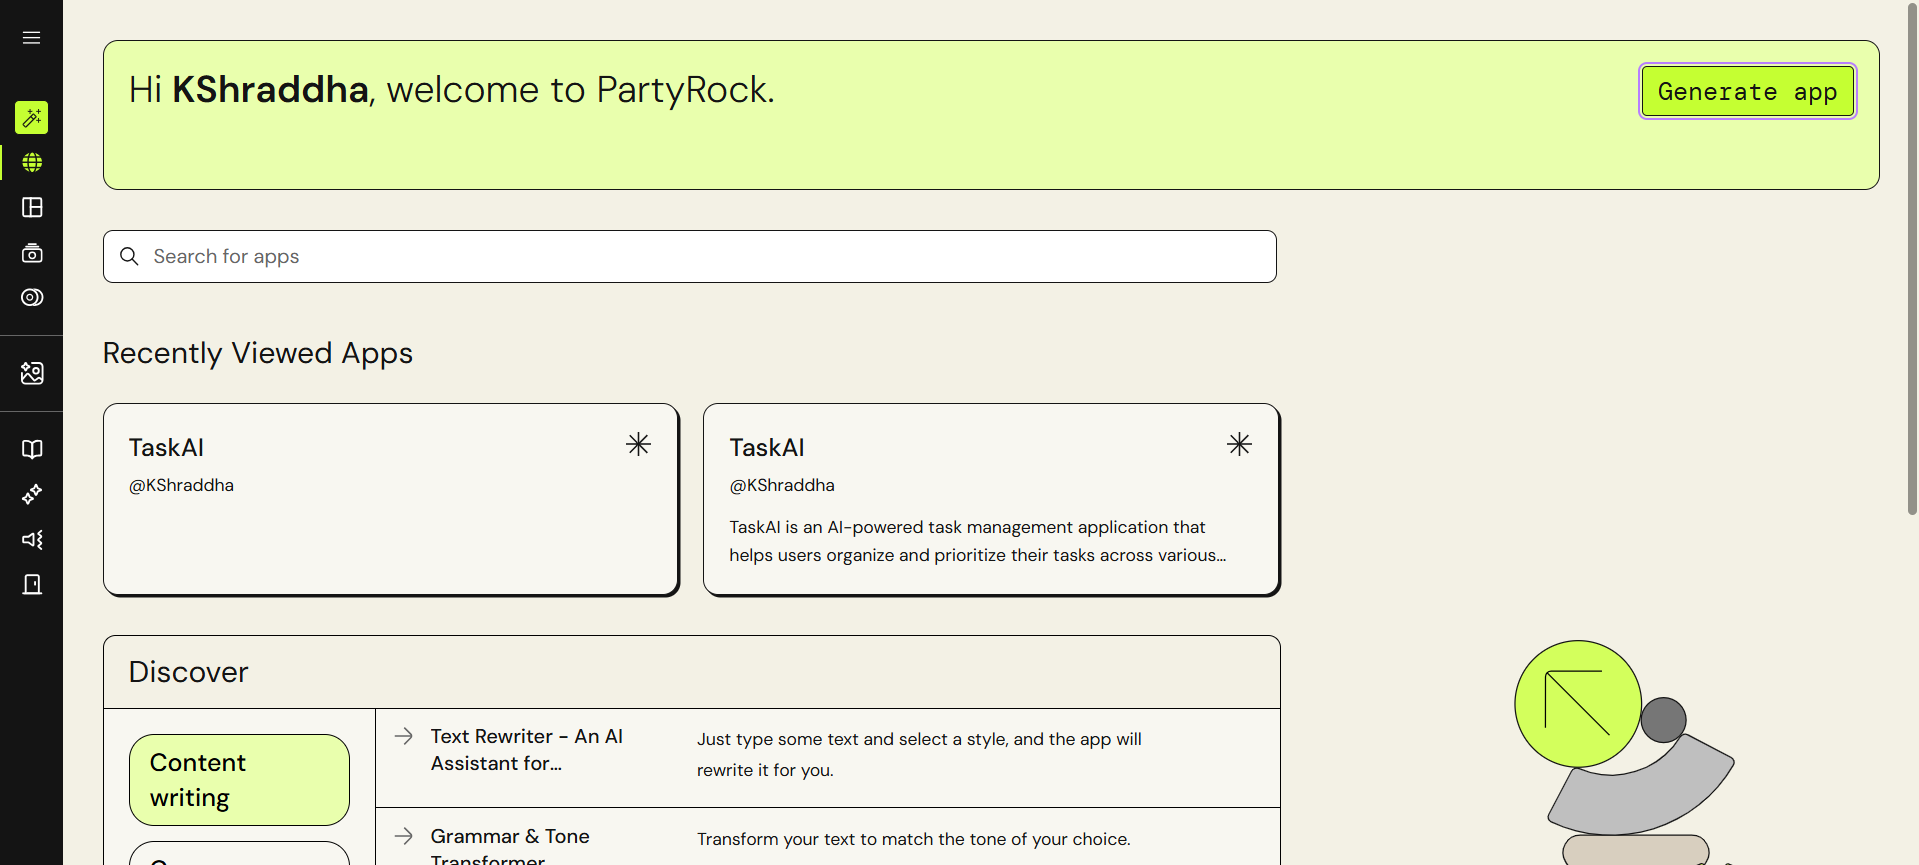 Hi KShraddha, welcome to PartyRock.
Generate app
Search for apps
Recently Viewed Apps
TaskAI
@KShraddha
TaskAI
@KShraddha
TaskAI is an AI-powered task management application that
helps users organize and prioritize their tasks across various...
Discover
Content
writing
Text Rewriter - An AI
Assistant for...
Just type some text and select a style, and the app will
rewrite it for you.
Grammar & Tone
Transformer
Transform your text to match the tone of your choice.